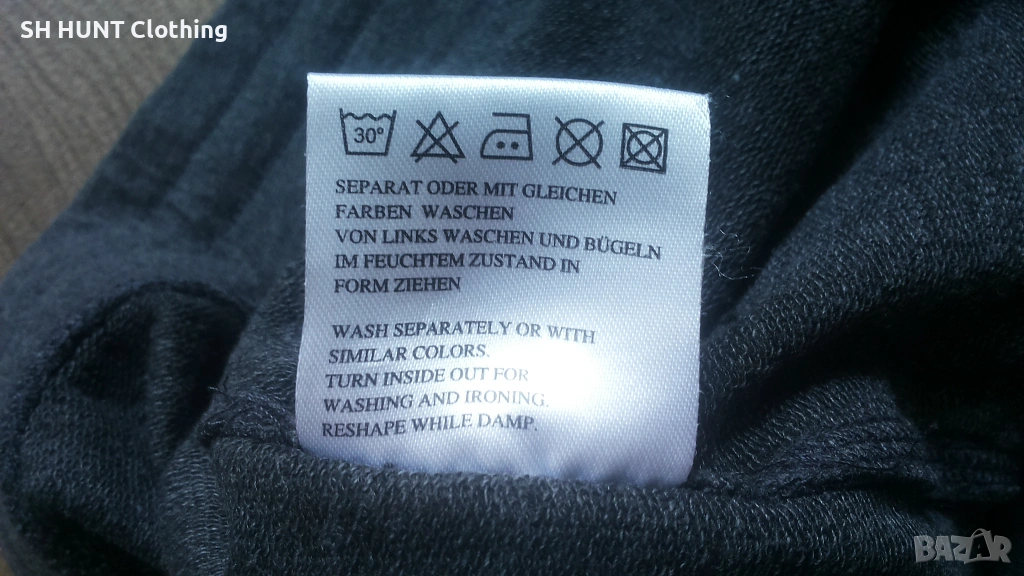 SH HUNT Clothing
30°
SEPARAT ODER MIT GLEICHEN
FARBEN WASCHEN
VON LINKS WASCHEN UND BÜGELN
IM FEUCHTEM ZUSTAND IN
FORM ZIEHEN
WASH SEPARATELY OR WITH
SIMILAR COLORS.
TURN INSIDE OUT FOR
WASHING AND IRONING.
RESHAPE WHILE DAMP.
BAZAR